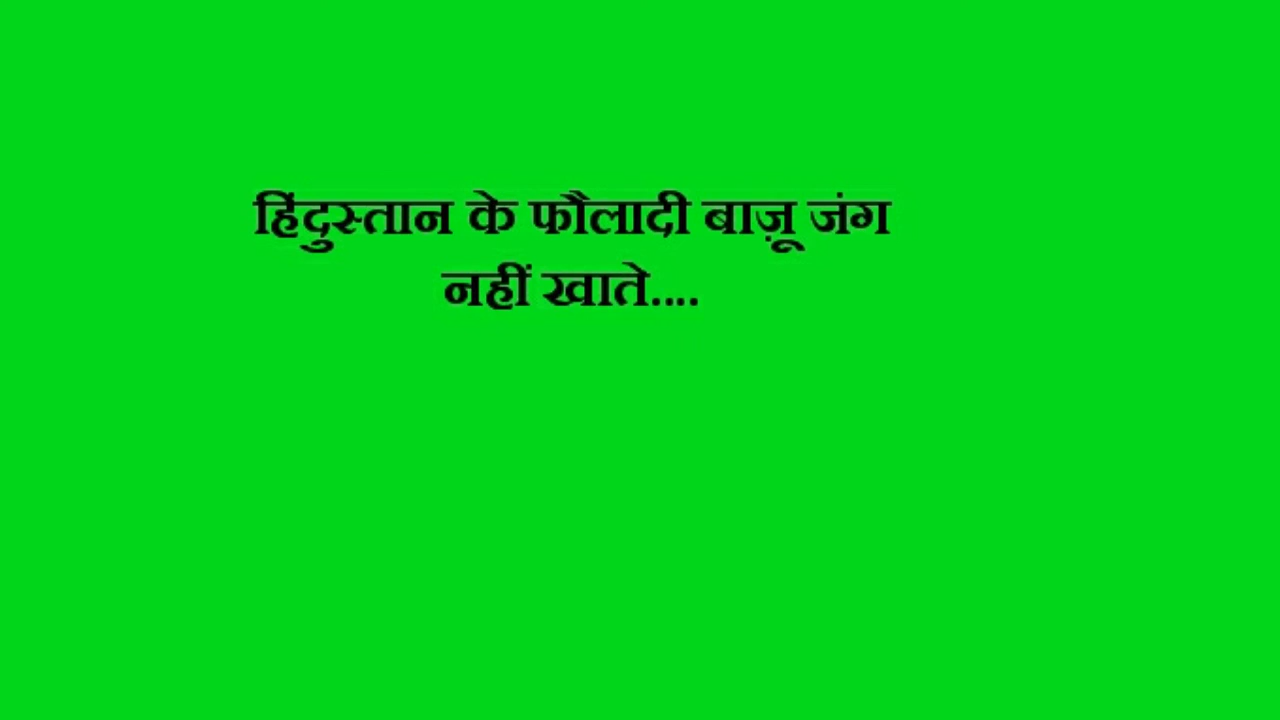 हिंदुस्तान के फौलादी बाज़ू जंग
नहीं खाते....